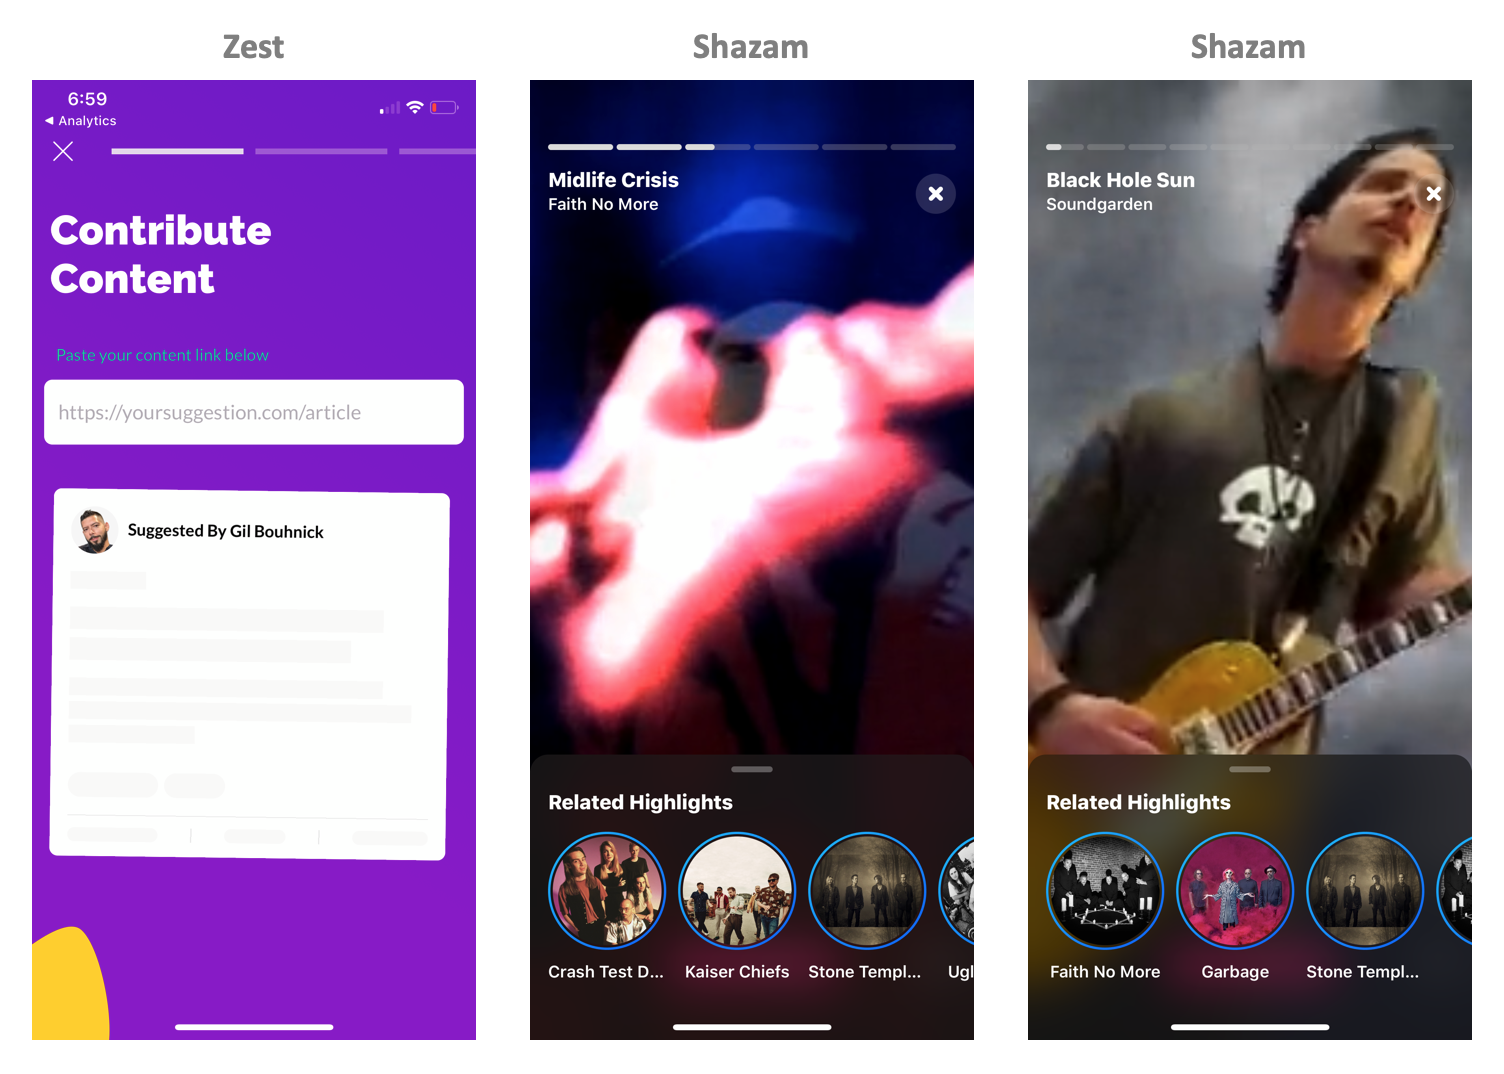 Zest
Shazam
Shazam
6:59
◀ Analytics
Contribute
Content
Paste your content link below
https://yoursuggestion.com/article
Suggested By Gil Bouhnick
Midlife Crisis
Faith No More
Related Highlights
Crash Test D...
Kaiser Chiefs
Stone Templ...
Ugl
Black Hole Sun
Soundgarden
Related Highlights
Faith No More
Garbage
Stone Templ...